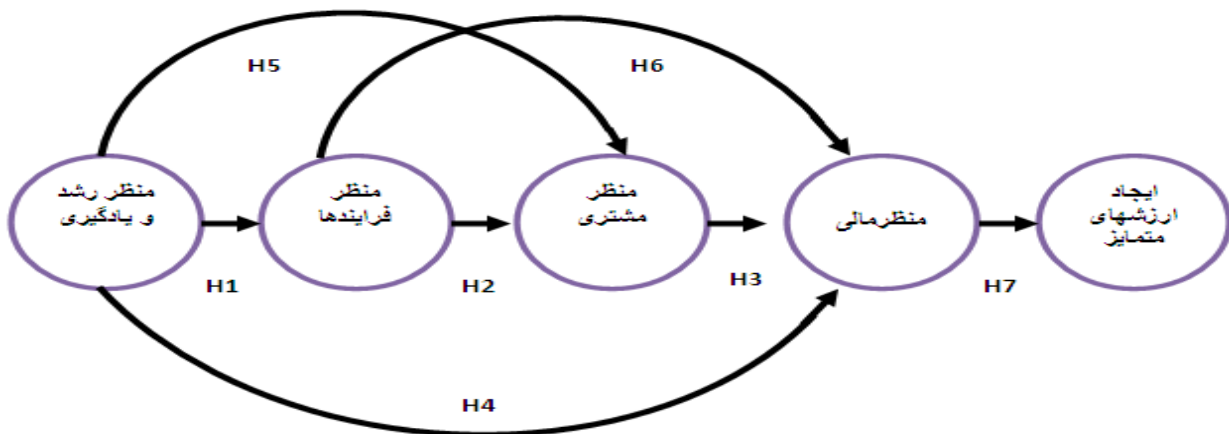 H5
H6
منظر رشد
و یادگیری
منظر
فرایندها
منظر
مشتری
منظرمالی
ایجاد
ارزشهای
متمایز
H1
H2
H3
H7
H4